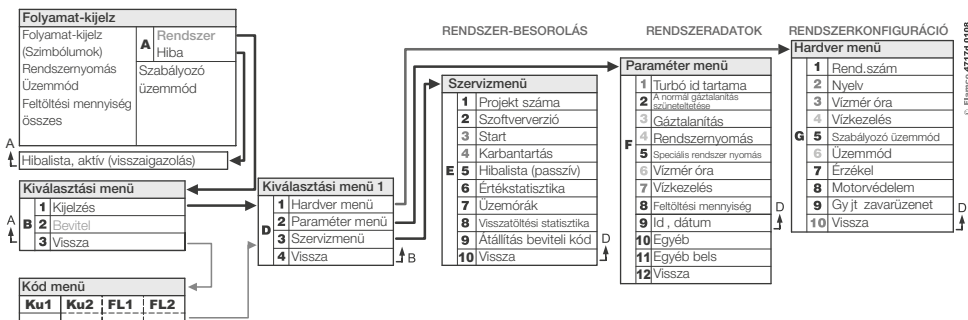 Folyamat-kijelz
Folyamat-kijelz
(Szimbólumok)
Rendszernyomás
Üzemmód
Feltöltési mennyiség
összes
A
Rendszer
Hiba
Szabályozó
üzemmód
A
Hibalista, aktív (visszaigazolás)
Kiválasztási menü
A
B
1 Kijelzés
2 Bevitel
3 Vissza
Kód menü
Ku1 Ku2 FL1 FL2
Kiválasztási menü 1
D
1 Hardver menü
2 Paraméter menü
3 Szervizmenü
4 Vissza
B
RENDSZER-BESOROLÁS
Szervizmenü
E
1 Projekt száma
2 Szoftververzió
3 Start
4 Karbantartás
5 Hibalista (passzív)
6 Értékstatisztika
7 Üzemórák
8 Visszatöltési statisztika
9 Átállítás beviteli kód
10 Vissza
D
RENDSZERADATOK
Paraméter menü
F
1 Turbó id tartama
2 A normál gáztalanítás
szüneteltetése
3 Gáztalanítás
4 Rendszernyomás
5 Speciális rendszer nyomás
6 Vízmér óra
7 Vízkezelés
8 Feltöltési mennyiség
9 Id , dátum
10 Egyéb
11 Egyéb bels
12 Vissza
D
RENDSZERKONFIGURÁCIÓ
Hardver menü
G
1 Rend.szám
2 Nyelv
3 Vízmér óra
4 Vízkezelés
5 Szabályozó üzemmód
6 Üzemmód
7 Érzékel
8 Motorvédelem
9 Gy jt zavarüzenet
10 Vissza
D
© Flamco 47174 0108